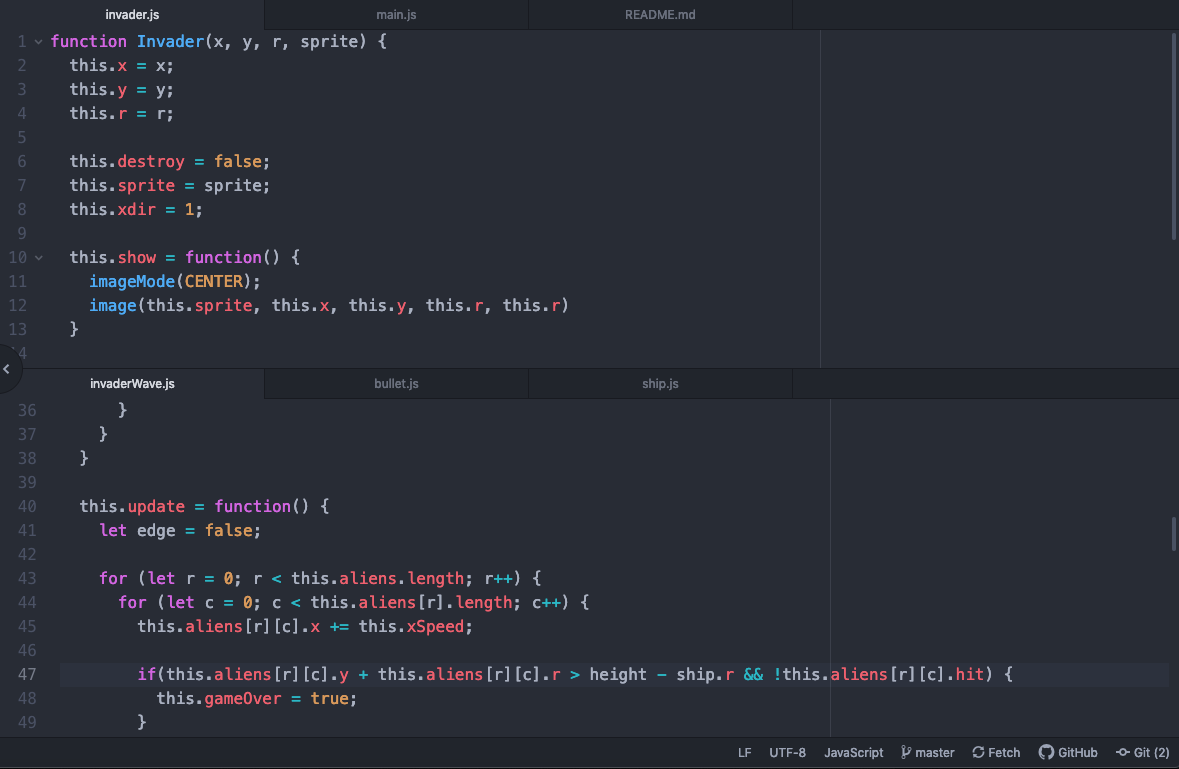 invader.js main.js README.md
1 function Invader(x, y, r, sprite) {
2 this.x = x;
3 this.y = y;
4 this.r = r;
5
6 this.destroy = false;
7 this.sprite = sprite;
8 this.xdir = 1;
9
10 this.show = function() {
11 imageMode(CENTER);
12 image(this.sprite, this.x, this.y, this.r, this.r)
13 }
14
invaderWave.js bullet.js ship.js
36 }
37 }
38 }
39
40 this.update = function() {
41 let edge = false;
42
43 for (let r = 0; r < this.aliens.length; r++) {
44 for (let c = 0; c < this.aliens[r].length; c++) {
45 this.aliens[r][c].x += this.xSpeed;
46
47 if(this.aliens[r][c].y + this.aliens[r][c].r > height - ship.r && !this.aliens[r][c].hit) {
48 this.gameOver = true;
49 }
LF UTF-8 JavaScript master Fetch GitHub Git (2)